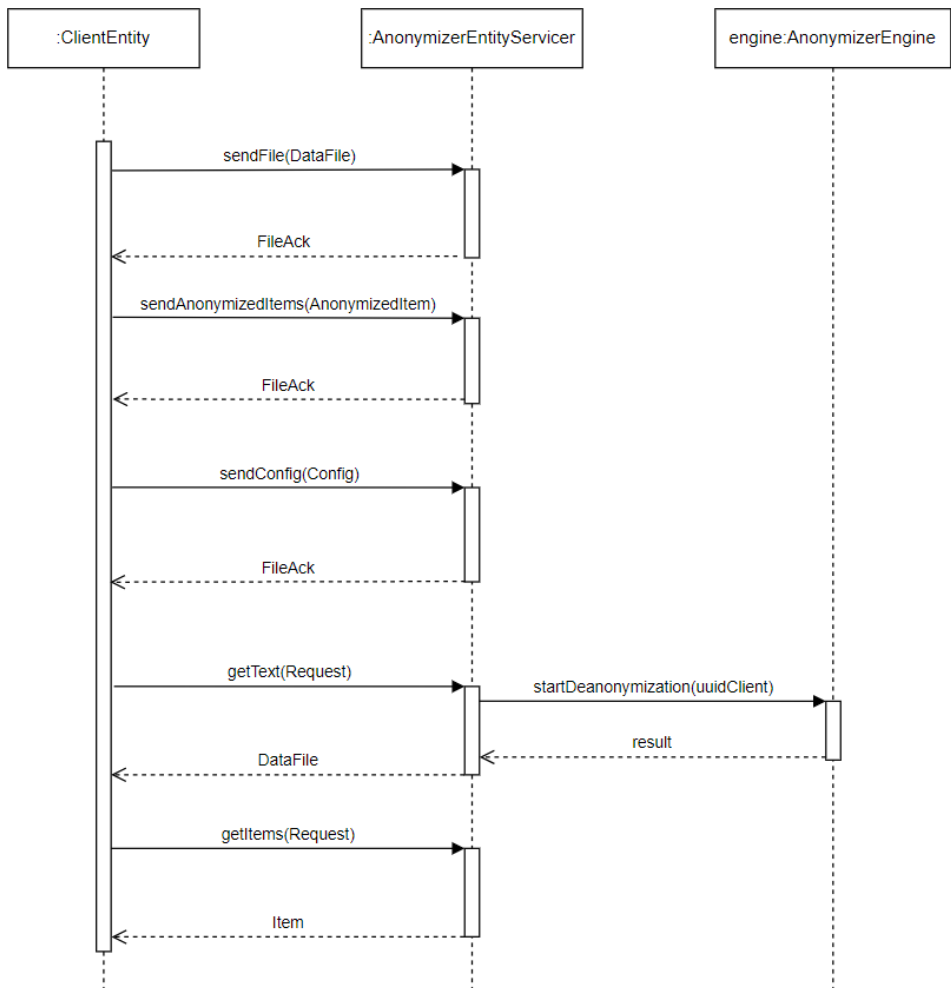 :ClientEntity
:AnonymizerEntityServicer
engine:AnonymizerEngine
sendFile(DataFile)
FileAck
sendAnonymizedItems(AnonymizedItem)
FileAck
sendConfig(Config)
FileAck
getText(Request)
startDeanonymization(uuidClient)
result
DataFile
getItems(Request)
Item